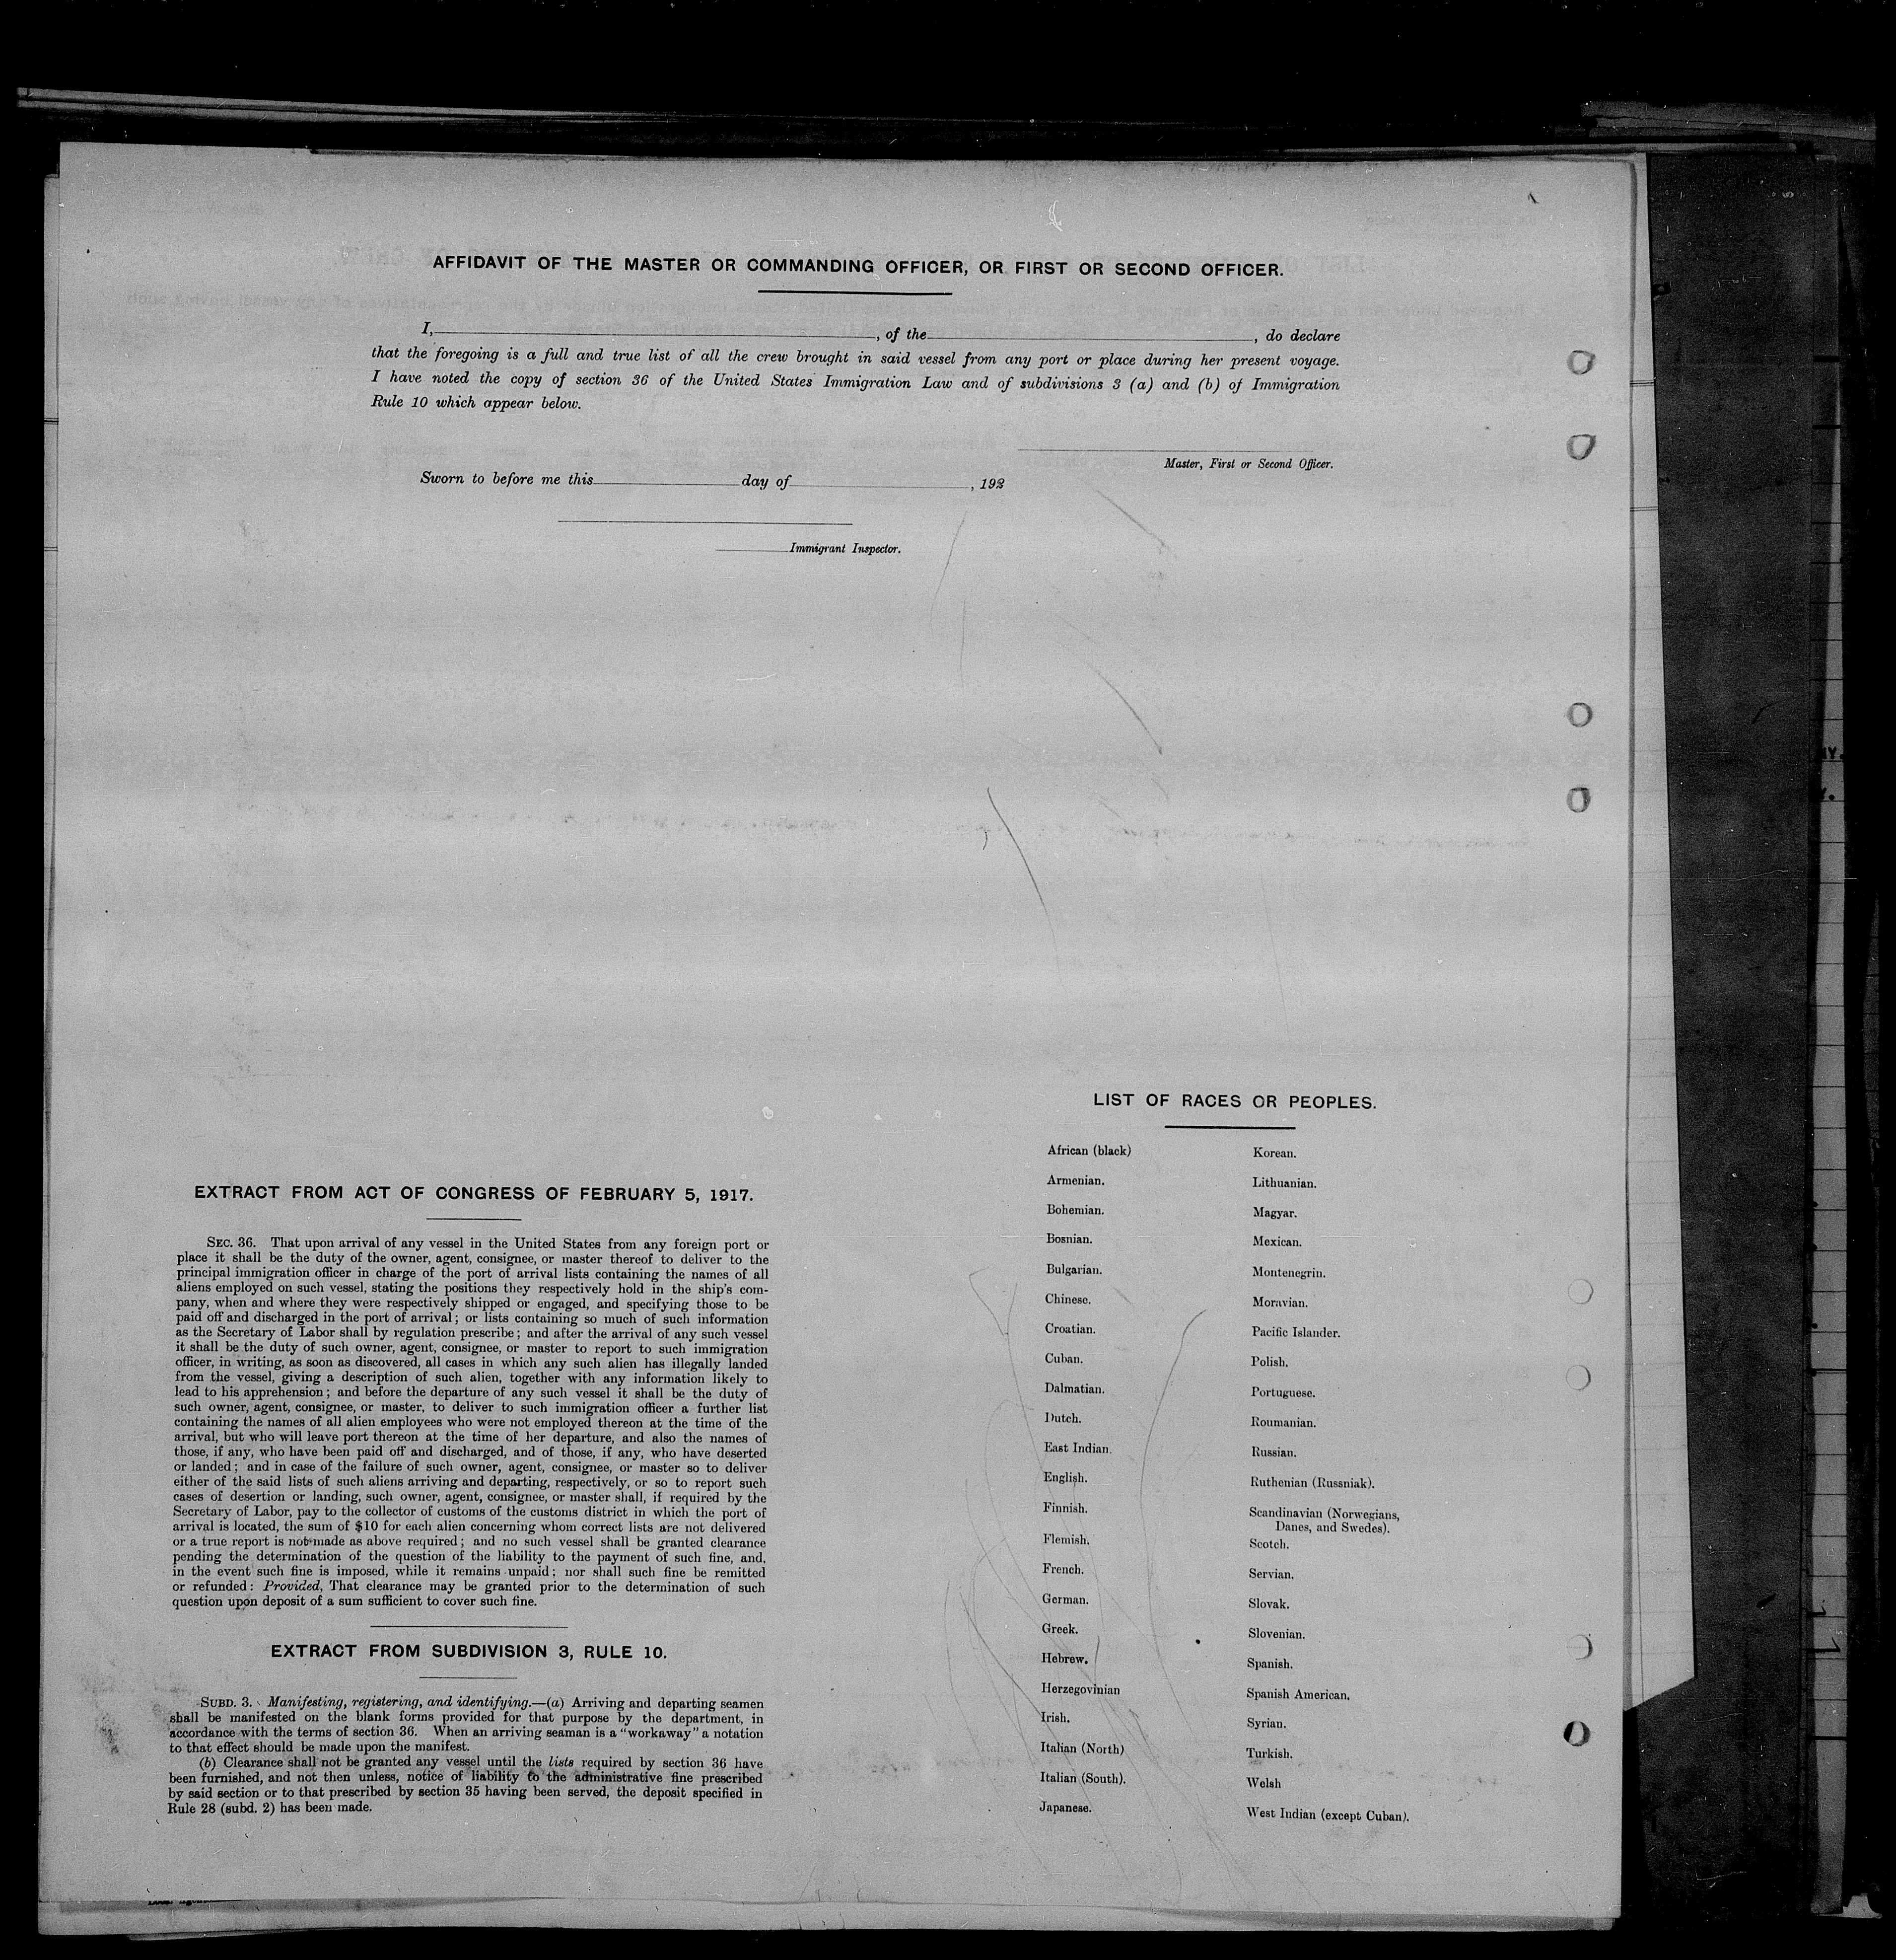 AFFIDAVIT OF THE MASTER OR COMMANDING OFFICER, OR FIRST OR SECOND OFFICER.
I, , of the , do declare
that the foregoing is a full and true list of all the crew brought in said vessel from any port or place during her present voyage.
I have noted the copy of section 36 of the United States Immigration Law and of subdivisions 3 (a) and (b) of Immigration
Rule 10 which appear below.
Master, First or Second Officer.
Sworn to before me this day of , 192
Immigrant Inspector.
EXTRACT FROM ACT OF CONGRESS OF FEBRUARY 5, 1917.
SEC. 36. That upon arrival of any vessel in the United States from any foreign port or
place it shall be the duty of the owner, agent, consignee, or master thereof to deliver to the
principal immigration officer in charge of the port of arrival lists containing the names of all
aliens employed on such vessel, stating the positions they respectively hold in the ship's com-
pany, when and where they were respectively shipped or engaged, and specifying those to be
paid off and discharged in the port of arrival; or lists containing so much of such information
as the Secretary of Labor shall by regulation prescribe; and after the arrival of any such vessel
it shall be the duty of such owner, agent, consignee, or master to report to such immigration
officer, in writing, as soon as discovered, all cases in which any such alien has illegally landed
from the vessel, giving a description of such alien, together with any information likely to
lead to his apprehension; and before the departure of any such vessel it shall be the duty of
such owner, agent, consignee, or master, to deliver to such immigration officer a further list
containing the names of all alien employees who were not employed thereon at the time of the
arrival, but who will leave port thereon at the time of her departure, and also the names of
those, if any, who have been paid off and discharged, and of those, if any, who have deserted
or landed; and in case of the failure of such owner, agent, consignee, or master so to deliver
either of the said lists of such aliens arriving and departing, respectively, or so to report such
cases of desertion or landing, such owner, agent, consignee, or master shall, if required by the
Secretary of Labor, pay to the collector of customs of the customs district in which the port of
arrival is located, the sum of $10 for each alien concerning whom correct lists are not delivered
or a true report is not made as above required; and no such vessel shall be granted clearance
pending the determination of the question of the liability to the payment of such fine, and,
in the event such fine is imposed, while it remains unpaid; nor shall such fine be remitted
or refunded: Provided, That clearance may be granted prior to the determination of such
question upon deposit of a sum sufficient to cover such fine.
EXTRACT FROM SUBDIVISION 3, RULE 10.
SUBD. 3. Manifesting, registering, and identifying.—(a) Arriving and departing seamen
shall be manifested on the blank forms provided for that purpose by the department, in
accordance with the terms of section 36. When an arriving seaman is a "workaway" a notation
to that effect should be made upon the manifest.
(b) Clearance shall not be granted any vessel until the lists required by section 36 have
been furnished, and not then unless, notice of liability to the administrative fine prescribed
by said section or to that prescribed by section 35 having been served, the deposit specified in
Rule 28 (subd. 2) has been made.
LIST OF RACES OR PEOPLES.
African (black)
Armenian.
Bohemian.
Bosnian.
Bulgarian.
Chinese.
Croatian.
Cuban.
Dalmatian.
Dutch.
East Indian.
English.
Finnish.
Flemish.
French.
German.
Greek.
Hebrew.
Herzegovinian
Irish.
Italian (North)
Italian (South).
Japanese.
Korean.
Lithuanian.
Magyar.
Mexican.
Montenegrin.
Moravian.
Pacific Islander.
Polish.
Portuguese.
Roumanian.
Russian.
Ruthenian (Russniak).
Scandinavian (Norwegians,
Danes, and Swedes).
Scotch.
Servian.
Slovak.
Slovenian.
Spanish.
Spanish American.
Syrian.
Turkish.
Welsh
West Indian (except Cuban).